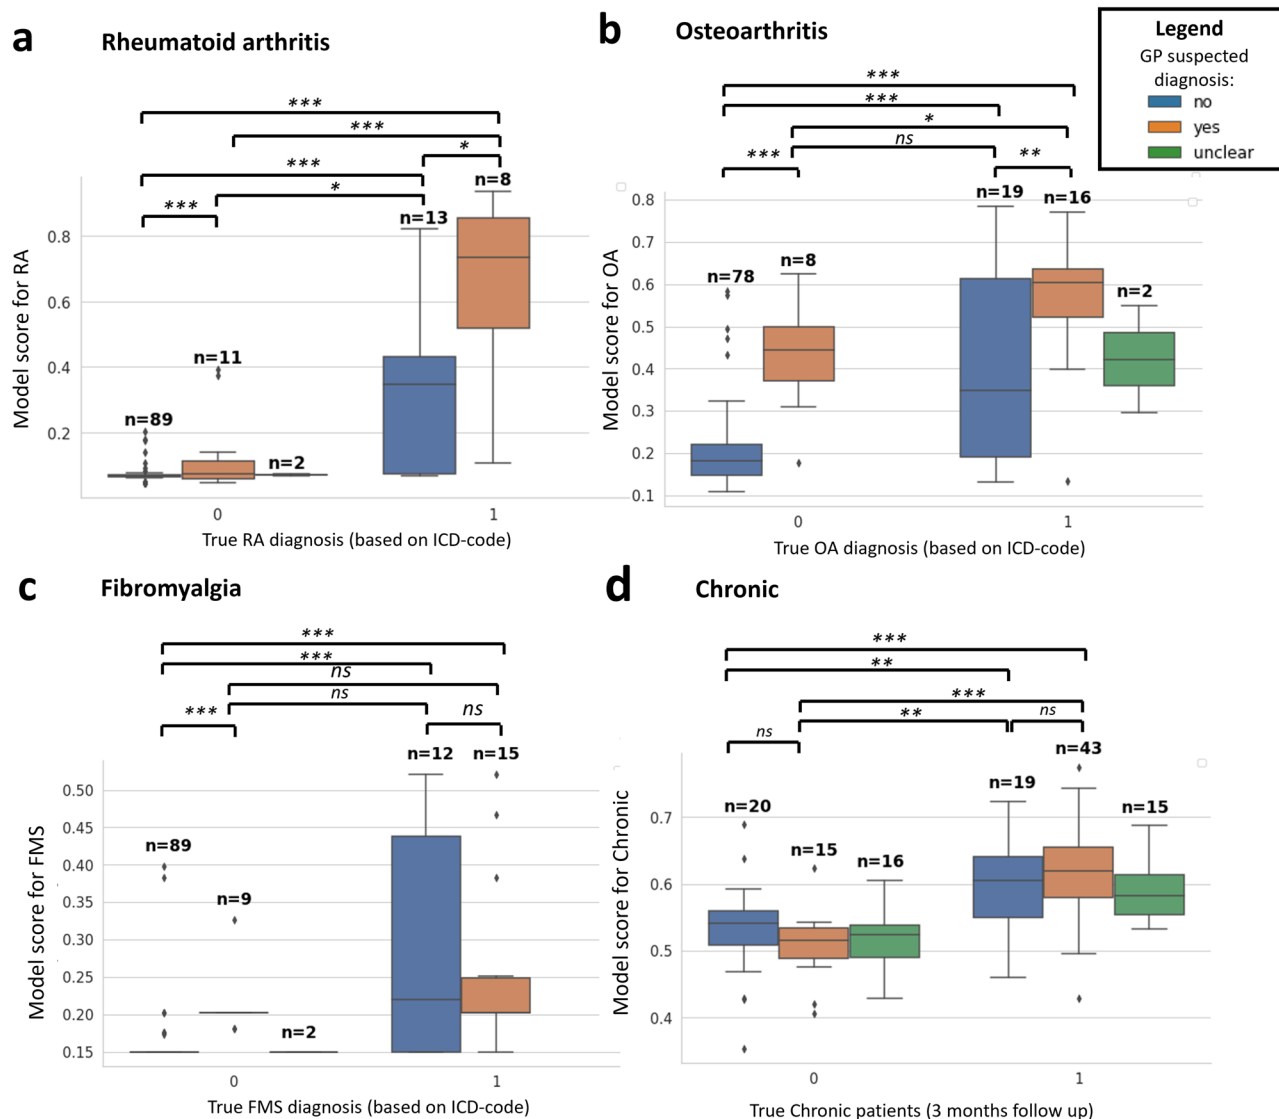 a
Rheumatoid arthritis
***
***
*
***
*
***
n=8
n=13
n=11
n=89
n=2
0.8
0.6
0.4
0.2
Model score for RA
0
1
True RA diagnosis (based on ICD-code)
b
Osteoarthritis
***
***
*
ns
***
**
n=19
n=16
n=78
n=8
n=2
0.8
0.7
0.6
0.5
0.4
0.3
0.2
0.1
Model score for OA
0
1
True OA diagnosis (based on ICD-code)
Legend
GP suspected
diagnosis:
no
yes
unclear
c
Fibromyalgia
***
***
ns
ns
***
ns
n=12
n=15
n=89
n=9
n=2
0.50
0.45
0.40
0.35
0.30
0.25
0.20
0.15
Model score for FMS
0
1
True FMS diagnosis (based on ICD-code)
d
Chronic
***
**
***
**
ns
ns
n=43
n=19
n=20
n=15
n=15
n=16
0.7
0.6
0.5
0.4
Model score for Chronic
0
1
True Chronic patients (3 months follow up)